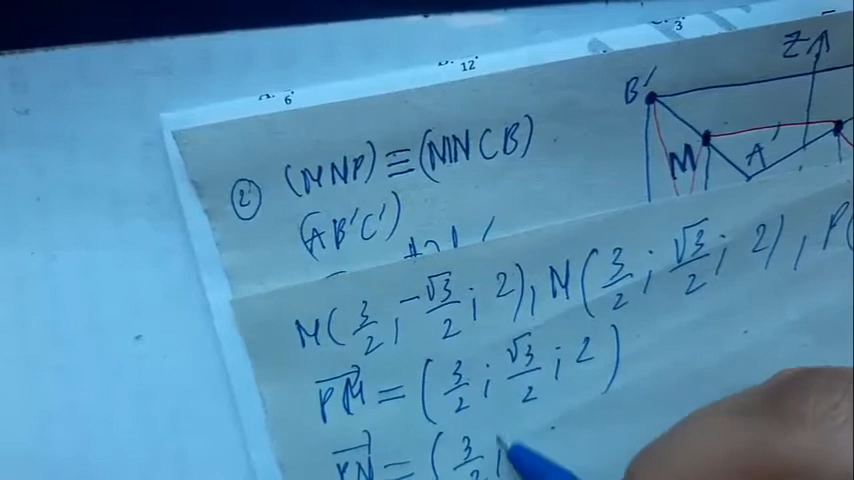 6
12
3
② (MNP) ≡ (MNCB)
(AB'C')
B'
Z
M
A'
M(3/2; -√3/2; 2), N(3/2; √3/2; 2), P(
PM = (3/2; √3/2; 2)
PN = (3/2;